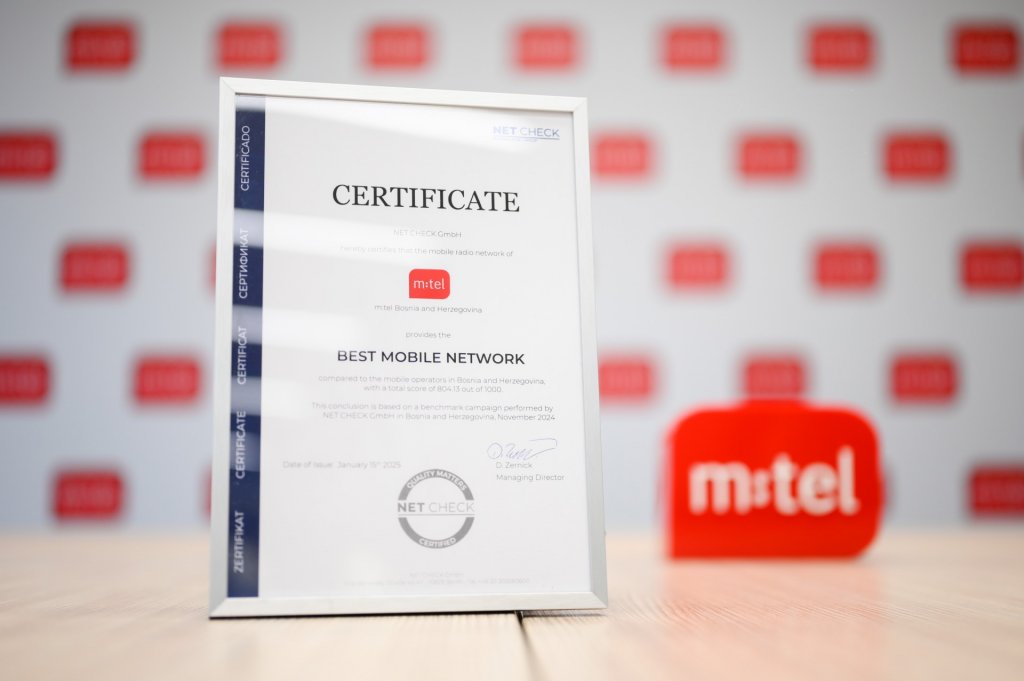 NET CHECK
CERTIFICATE
NET CHECK GmbH
hereby certifies that the mobile radio network of
m:tel
m:tel Bosnia and Herzegovina
provides the
BEST MOBILE NETWORK
compared to the mobile operators in Bosnia and Herzegovina,
with a total score of 804.13 out of 1000.
This conclusion is based on a benchmark campaign performed by
NET CHECK GmbH in Bosnia and Herzegovina, November 2024
Date of Issue: January 15th 2025
D. Zernick
Managing Director
QUALITY MATTERS
NET CHECK
CERTIFIED
NET CHECK GmbH
ZERTIFIKAT
CERTIFICATE
CERTIFICAT
СЕРТИФИКАТ
CERTIFICADO
m:tel